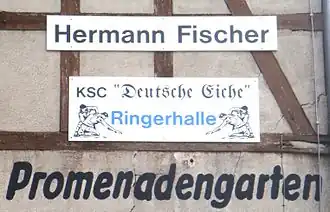 Hermann Fischer
KSC "Deutsche Eiche"
Ringerhalle
Promenadengarten